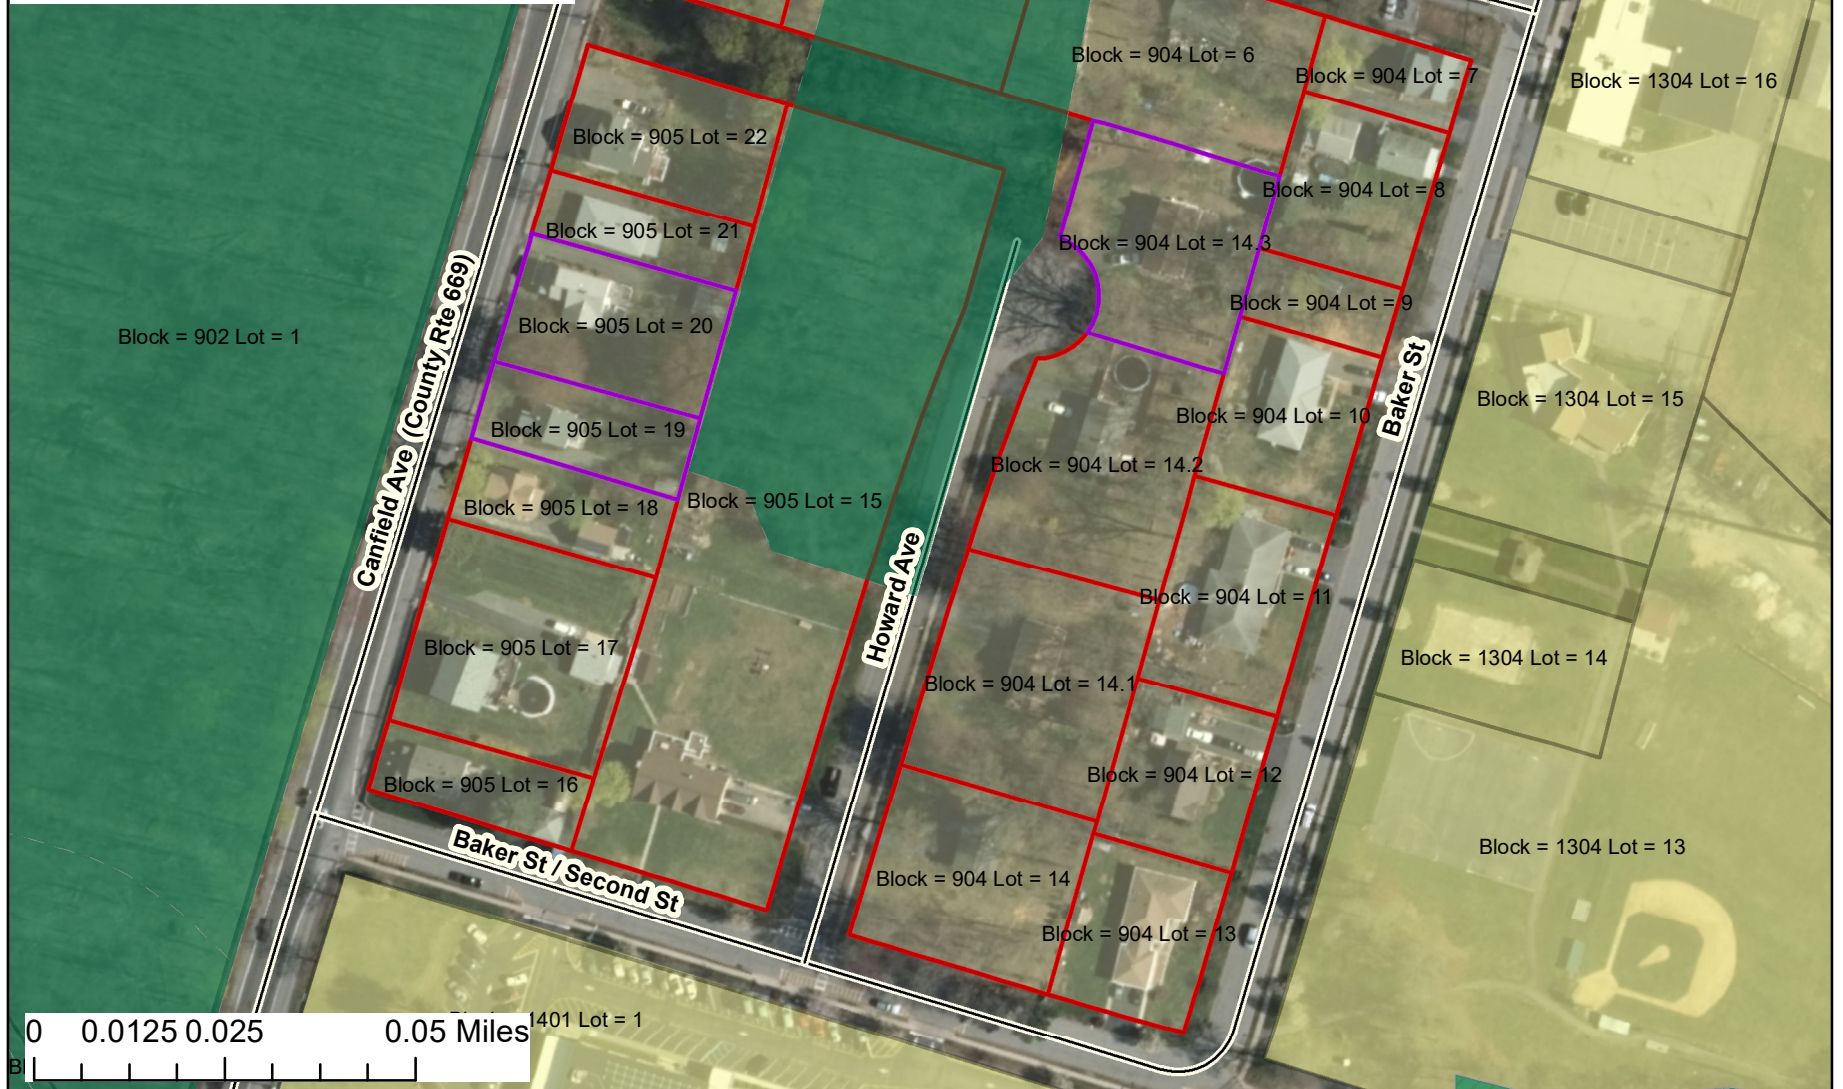 Block = 904 Lot = 6
Block = 904 Lot = 7
Block = 1304 Lot = 16
Block = 905 Lot = 22
Block = 904 Lot = 8
Block = 905 Lot = 21
Block = 904 Lot = 14.3
Block = 904 Lot = 9
Block = 905 Lot = 20
Block = 902 Lot = 1
Canfield Ave (County Rte 669)
Baker St
Block = 1304 Lot = 15
Block = 904 Lot = 10
Block = 905 Lot = 19
Block = 904 Lot = 14.2
Block = 905 Lot = 15
Block = 905 Lot = 18
Howard Ave
Block = 904 Lot = 11
Block = 905 Lot = 17
Block = 1304 Lot = 14
Block = 904 Lot = 14.1
Block = 904 Lot = 12
Block = 905 Lot = 16
Block = 1304 Lot = 13
Baker St / Second St
Block = 904 Lot = 14
Block = 904 Lot = 13
1401 Lot = 1
0 0.0125 0.025 0.05 Miles